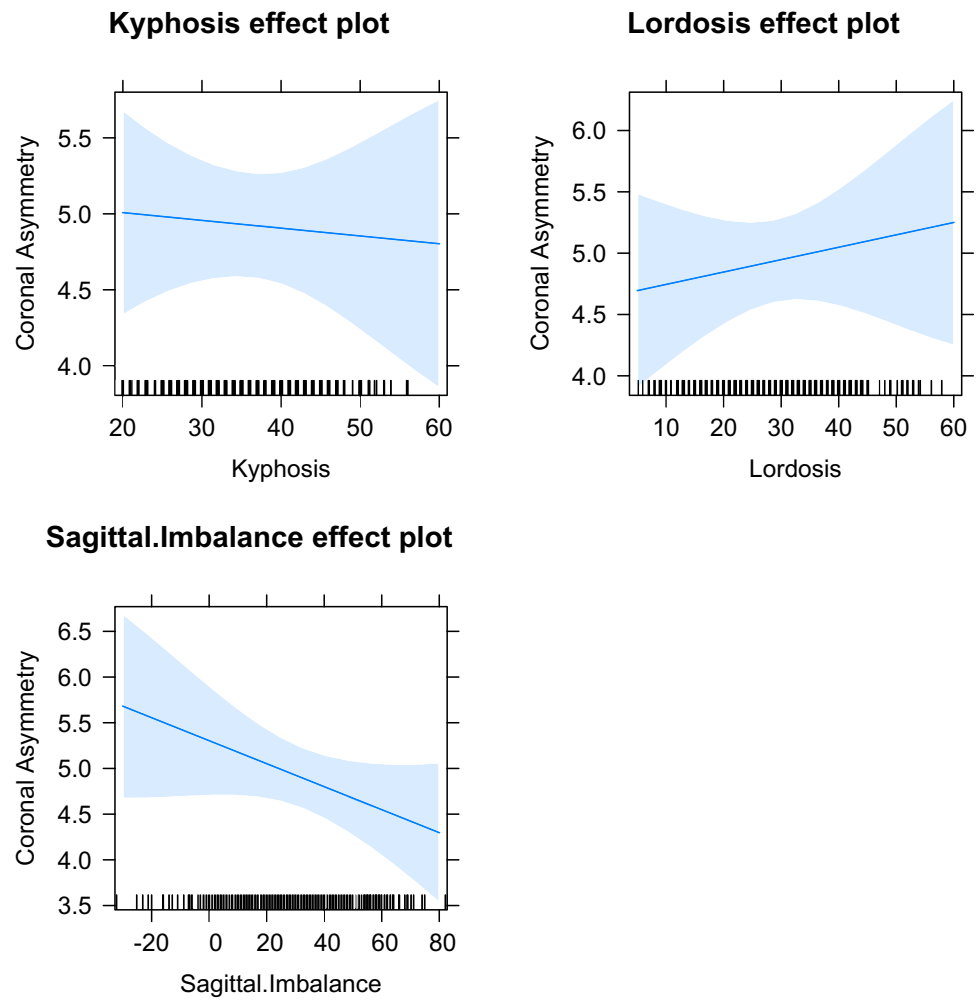 Kyphosis effect plot
Coronal Asymmetry
5.5
5.0
4.5
4.0
20 30 40 50 60
Kyphosis
Lordosis effect plot
Coronal Asymmetry
6.0
5.5
5.0
4.5
4.0
10 20 30 40 50 60
Lordosis
Sagittal.Imbalance effect plot
Coronal Asymmetry
6.5
6.0
5.5
5.0
4.5
4.0
3.5
-20 0 20 40 60 80
Sagittal.Imbalance